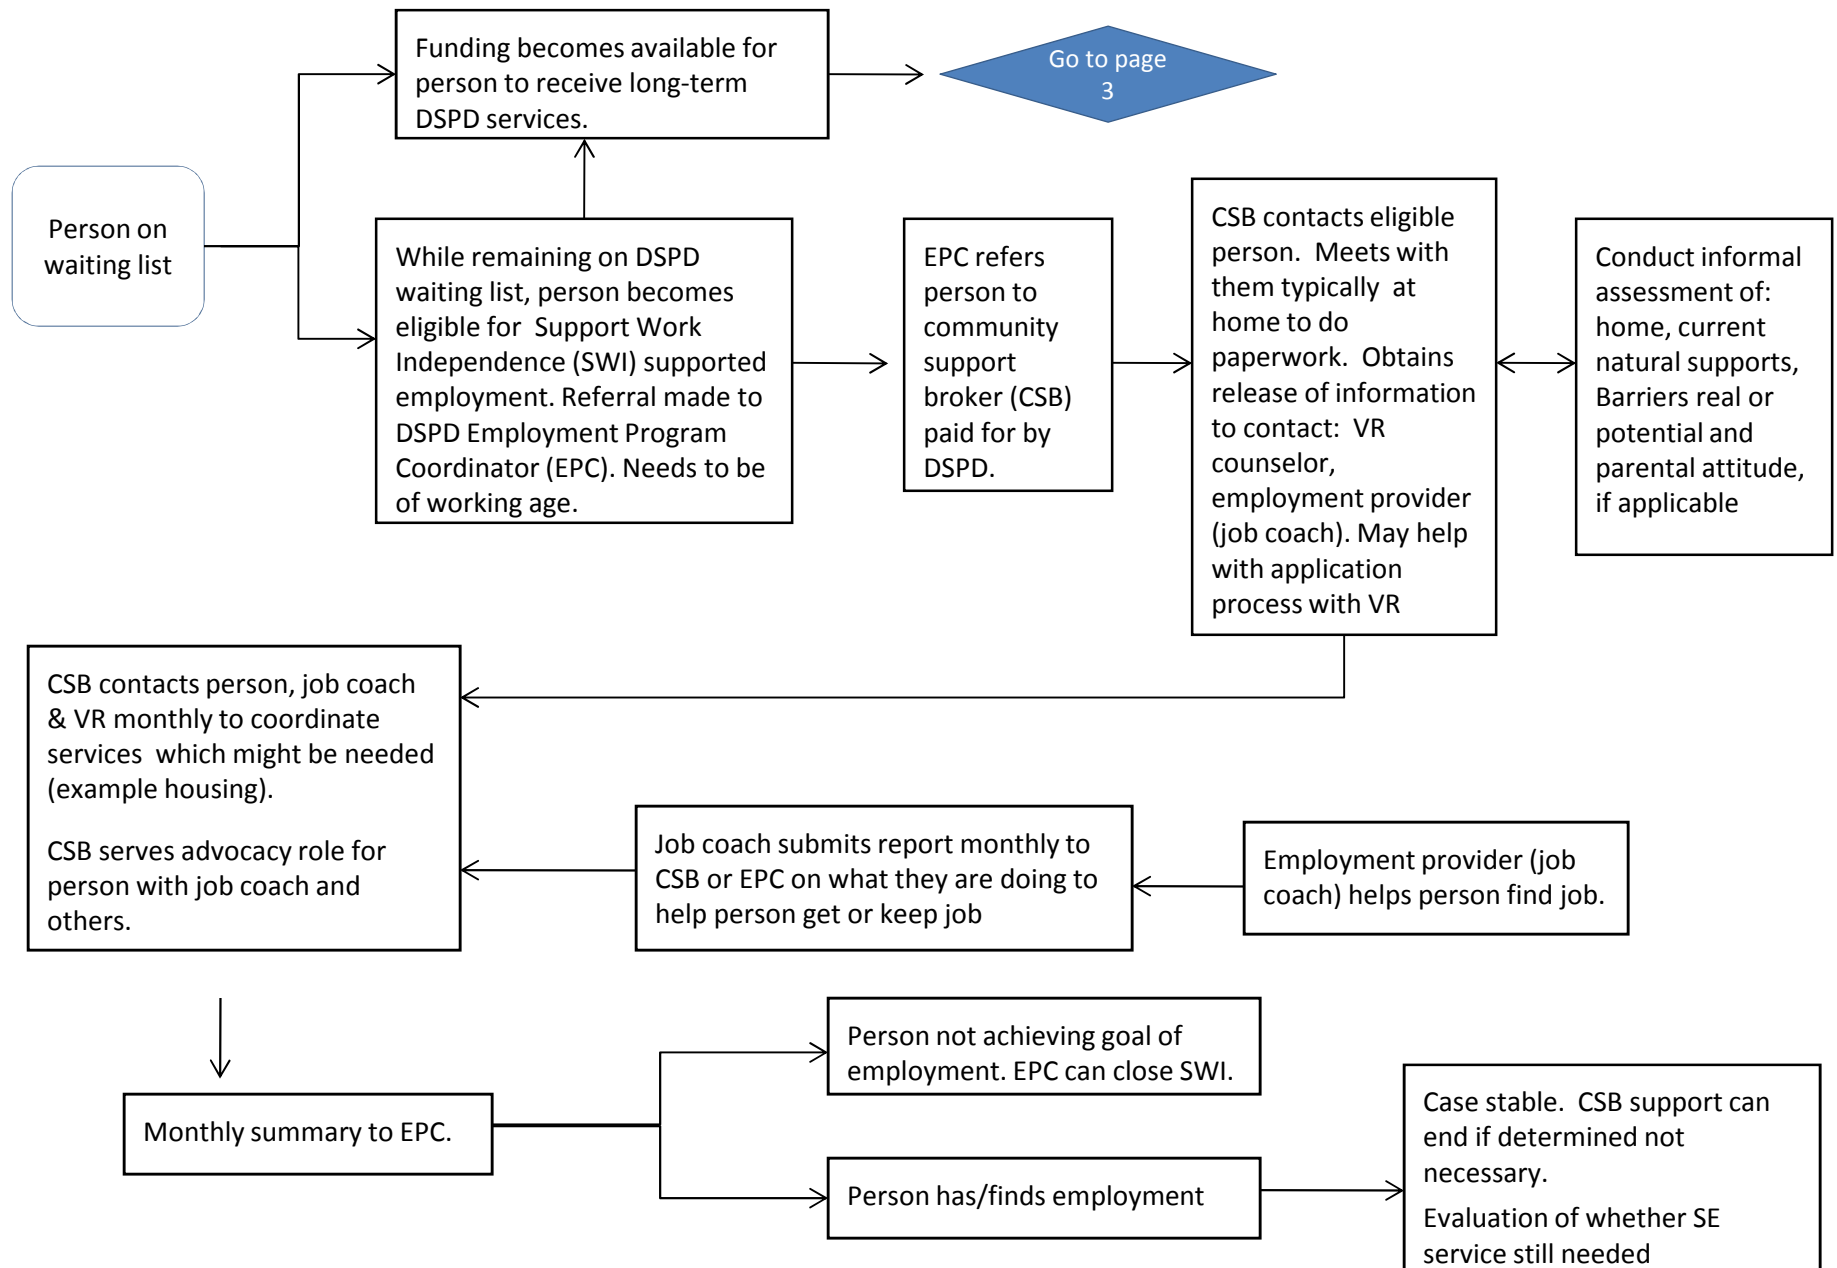 Funding becomes available for
person to receive long-term
DSPD services.
Go to page
3
Person on
waiting list
While remaining on DSPD
waiting list, person becomes
eligible for  Support Work
Independence (SWI) supported
employment. Referral made to
DSPD Employment Program
Coordinator (EPC). Needs to be
of working age.
EPC refers
person to
community
support
broker (CSB)
paid for by
DSPD.
CSB contacts eligible
person.  Meets with
them typically  at
home to do
paperwork.  Obtains
release of information
to contact:  VR
counselor,
employment provider
(job coach). May help
with application
process with VR
Conduct informal
assessment of:
home, current
natural supports,
Barriers real or
potential and
parental attitude,
if applicable
CSB contacts person, job coach
& VR monthly to coordinate
services  which might be needed
(example housing).
CSB serves advocacy role for
person with job coach and
others.
Job coach submits report monthly to
CSB or EPC on what they are doing to
help person get or keep job
Employment provider (job
coach) helps person find job.
Monthly summary to EPC.
Person not achieving goal of
employment. EPC can close SWI.
Person has/finds employment
Case stable.  CSB support can
end if determined not
necessary.
Evaluation of whether SE
service still needed